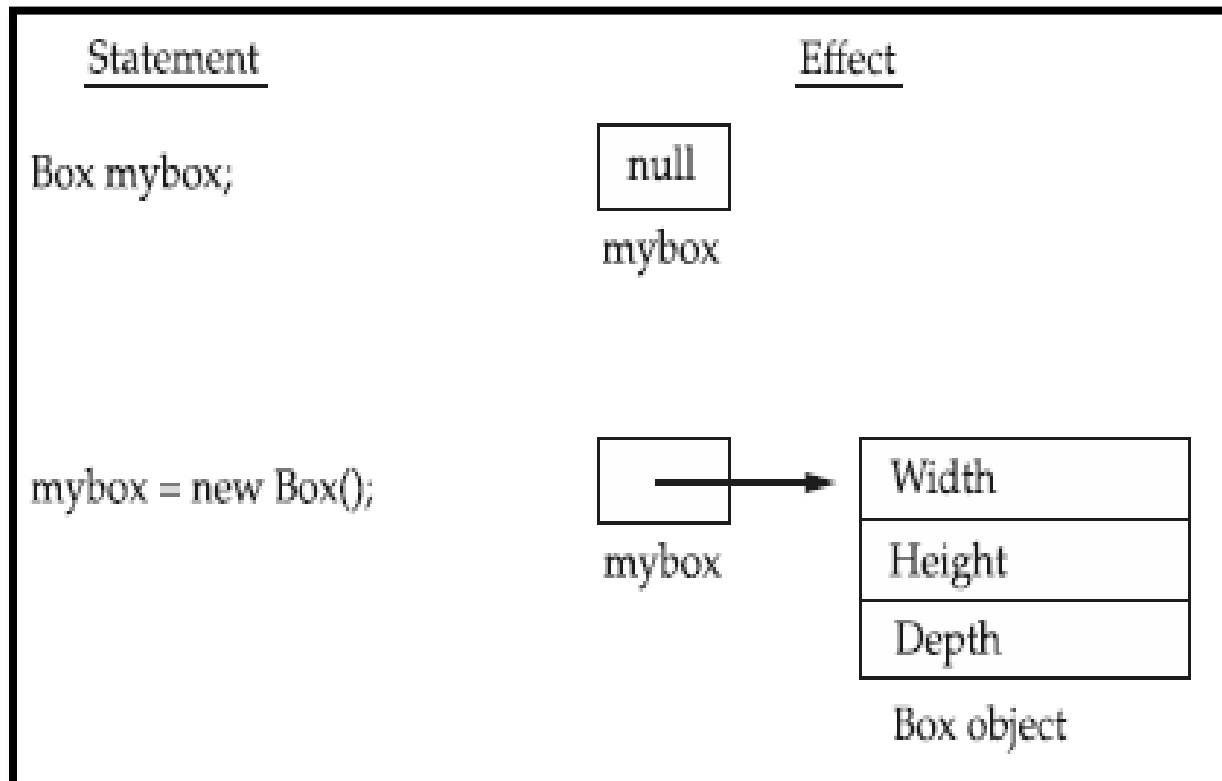 Statement
Effect
Box mybox;
null
mybox
mybox = new Box();
mybox
Width
Height
Depth
Box object